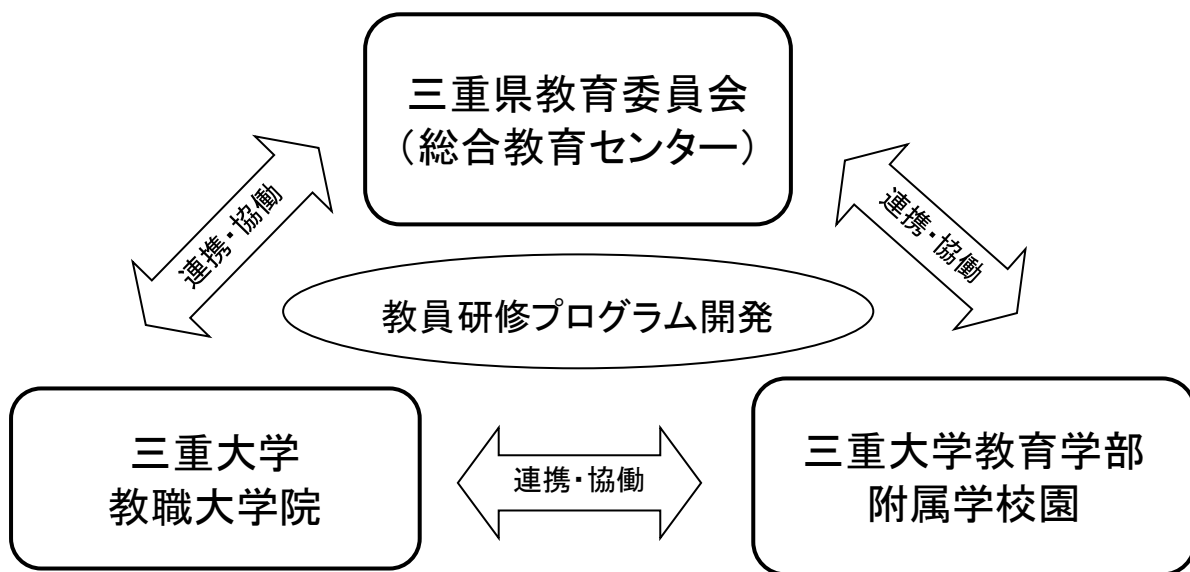 三重県教育委員会
（総合教育センター）
連携・協働
連携・協働
教員研修プログラム開発
三重大学
教職大学院
連携・協働
三重大学教育学部
附属学校園